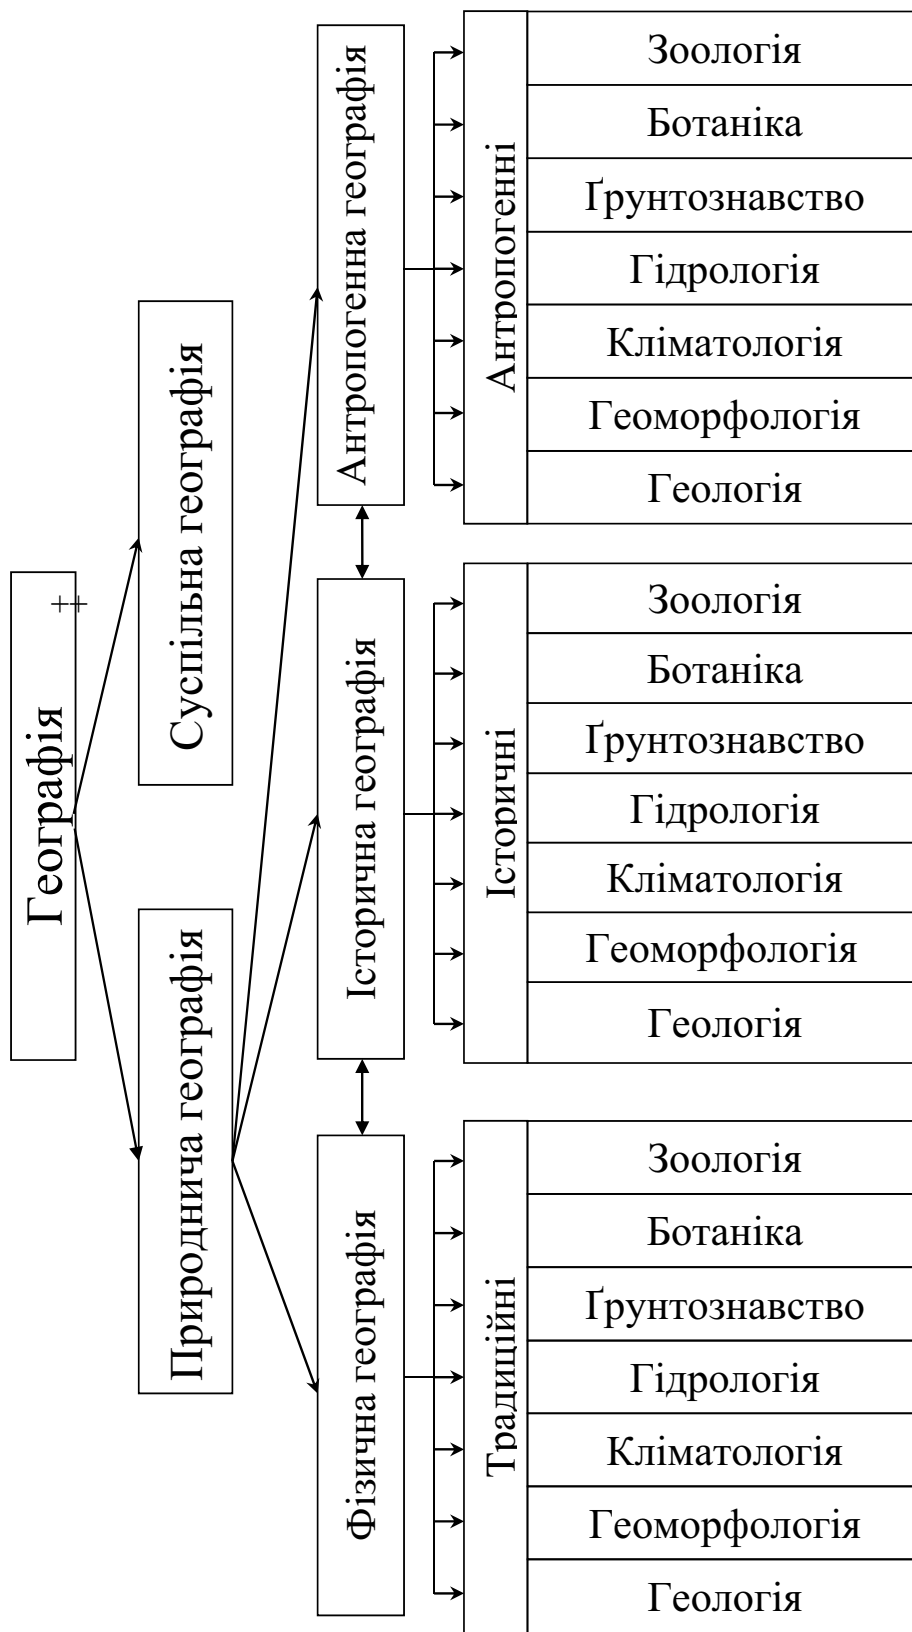 Географія
++
Природнича географія
Суспільна географія
Фізична географія
Історична географія
Антропогенна географія
Антропогенні
Зоологія
Ботаніка
Ґрунтознавство
Гідрологія
Кліматологія
Геоморфологія
Геологія
Історичні
Зоологія
Ботаніка
Ґрунтознавство
Гідрологія
Кліматологія
Геоморфологія
Геологія
Традиційні
Зоологія
Ботаніка
Ґрунтознавство
Гідрологія
Кліматологія
Геоморфологія
Геологія